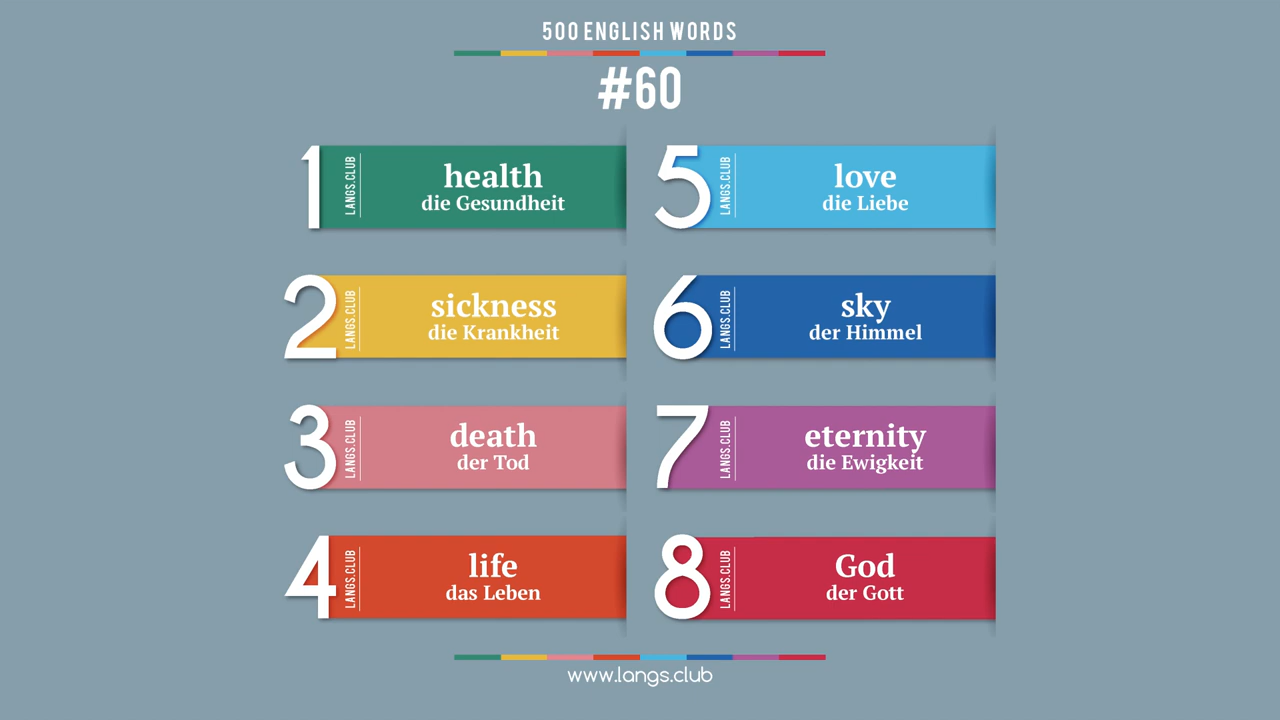 500 ENGLISH WORDS
#60
1
LANGS.CLUB
health
die Gesundheit
2
LANGS.CLUB
sickness
die Krankheit
3
LANGS.CLUB
death
der Tod
4
LANGS.CLUB
life
das Leben
5
LANGS.CLUB
love
die Liebe
6
LANGS.CLUB
sky
der Himmel
7
LANGS.CLUB
eternity
die Ewigkeit
8
LANGS.CLUB
God
der Gott
www.langs.club